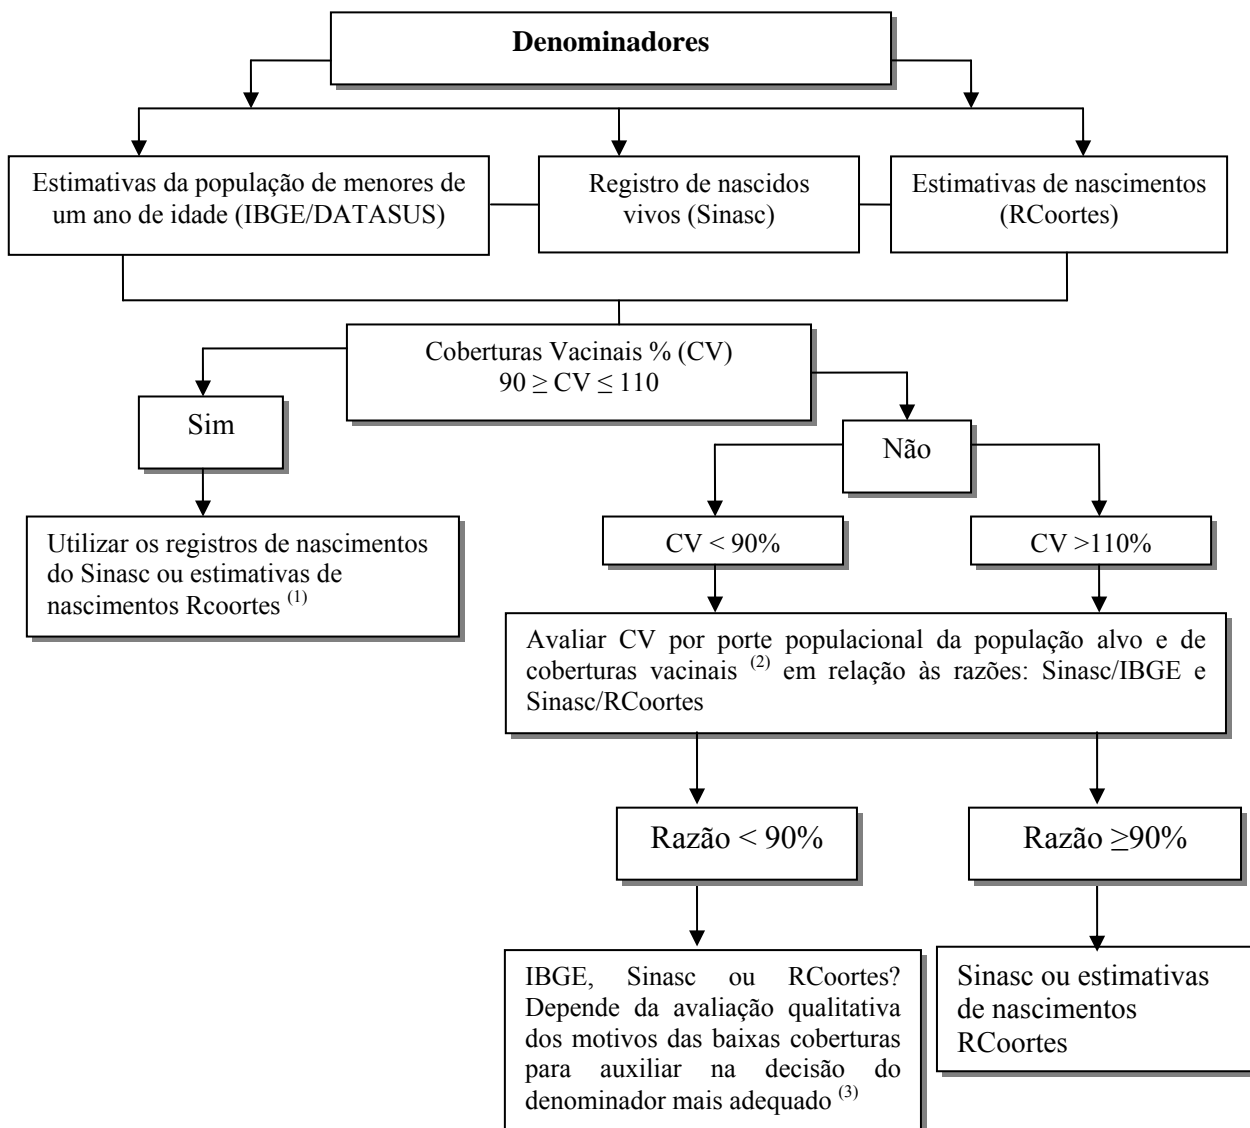 Denominadores
Estimativas da população de menores de
um ano de idade (IBGE/DATASUS)
Registro de nascidos
vivos (Sinasc)
Estimativas de nascimentos
(RCoortes)
Coberturas Vacinais % (CV)
90 ≥ CV ≤ 110
Sim
Não
Utilizar os registros de nascimentos
do Sinasc ou estimativas de
nascimentos Rcoortes (1)
CV < 90%
CV >110%
Avaliar CV por porte populacional da população alvo e de
coberturas vacinais (2) em relação às razões: Sinasc/IBGE e
Sinasc/RCoortes
Razão < 90%
Razão ≥90%
IBGE, Sinasc ou RCoortes?
Depende da avaliação qualitativa
dos motivos das baixas coberturas
para auxiliar na decisão do
denominador mais adequado (3)
Sinasc ou estimativas
de nascimentos
RCoortes